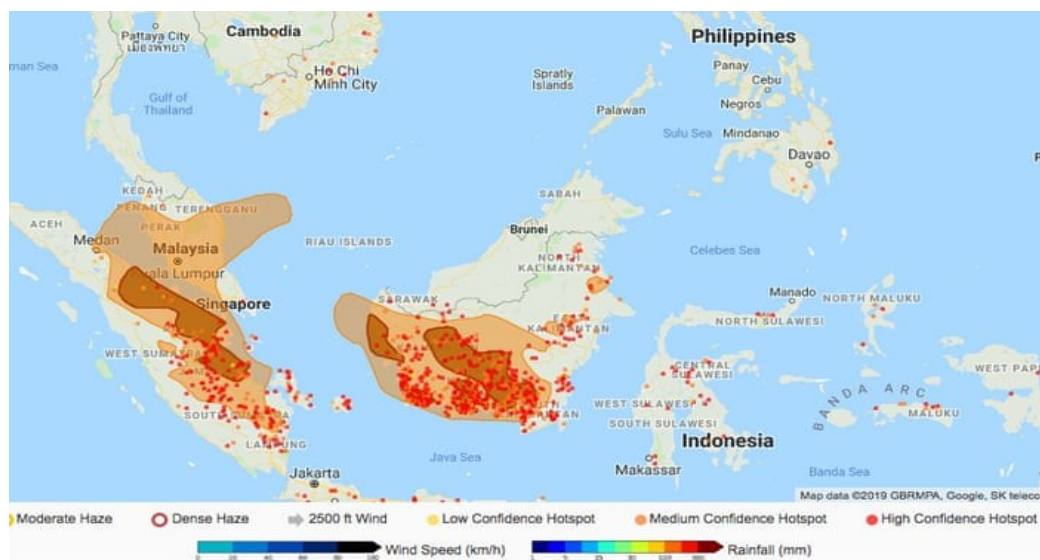 Pattaya City
เมืองพัทยา
Cambodia
Ho Chi
Minh City
Gulf of
Thailand
Spratly
Islands
Palawan
Philippines
Panay
Cebu
Negros
Mindanao
Davao
Sulu Sea
man Sea
KEDAH
PENANG
TERENGGANU
PERAK
ACEH
Medan
Malaysia
Kuala Lumpur
RIAU ISLANDS
SABAH
Brunei
NORTH
KALIMANTAN
Celebes Sea
SARAWAK
Singapore
EAST
KALIMANTAN
Manado
NORTH MALUKU
NORTH SULAWESI
WEST SUMATRA
CENTRAL
SULAWESI
WEST PAP
WEST SULAWESI
SOUTH SULAWESI
BANDA ARC
MALUKU
SOUTH SUMATRA
LAMPUNG
Java Sea
Indonesia
Makassar
Banda Sea
Jakarta
Map data ©2019 GBRMPA, Google, SK teleco
Moderate Haze
Dense Haze
2500 ft Wind
Low Confidence Hotspot
Medium Confidence Hotspot
High Confidence Hotspot
Wind Speed (km/h)
Rainfall (mm)